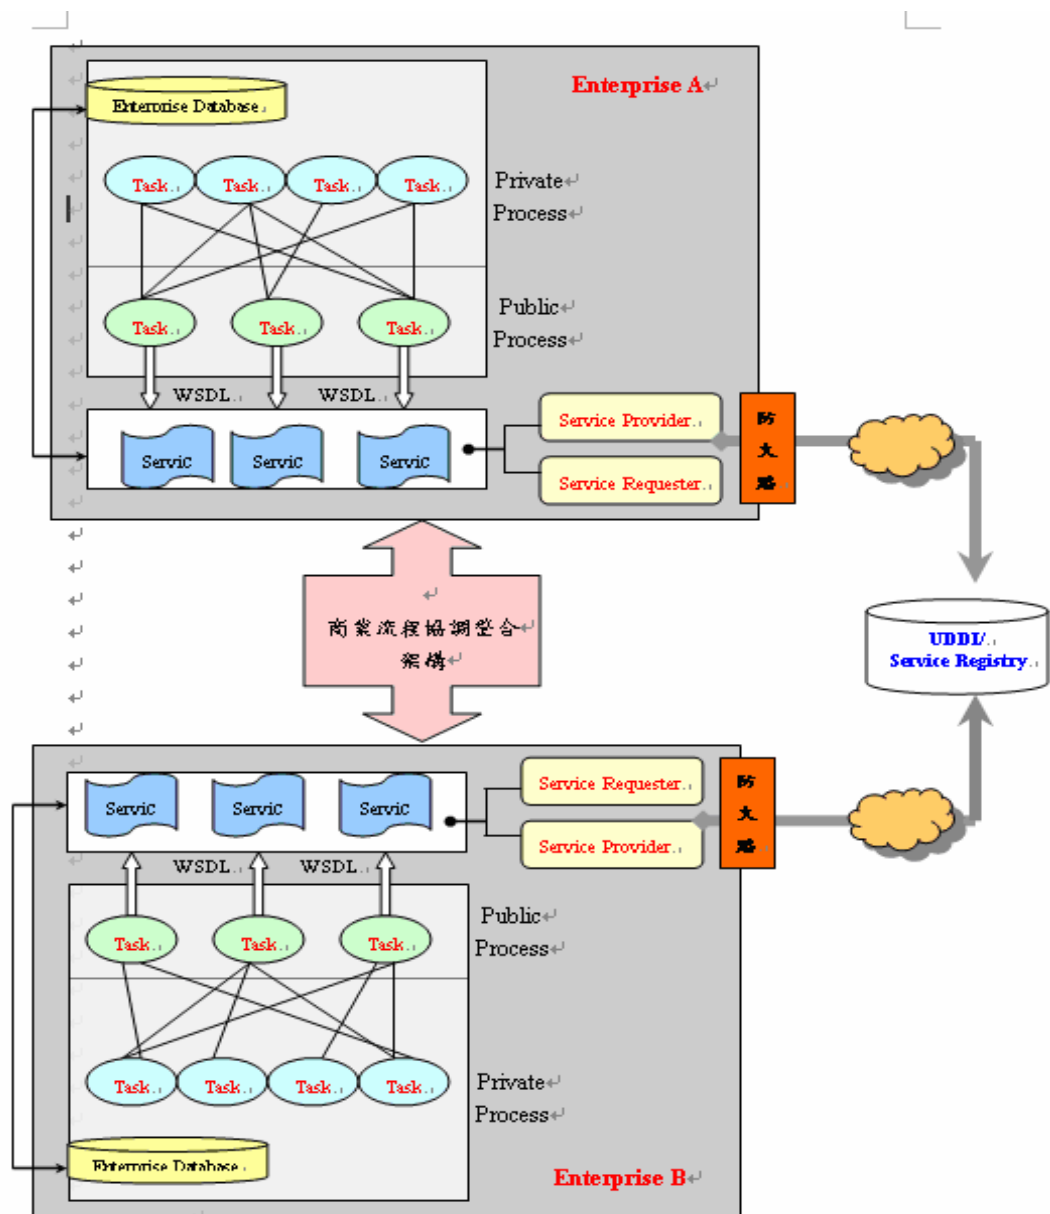 Enterprise A
Enterprise Database
Task
Task
Task
Task
Private
Process
Task
Task
Task
Public
Process
WSDL
WSDL
Servic
Servic
Servic
Service Provider
Service Requester
防
火
牆
商業流程協調整合
架構
UDDI/
Service Registry
Servic
Servic
Servic
Service Requester
Service Provider
防
火
牆
WSDL
WSDL
Task
Task
Task
Public
Process
Task
Task
Task
Task
Private
Process
Enterprise Database
Enterprise B